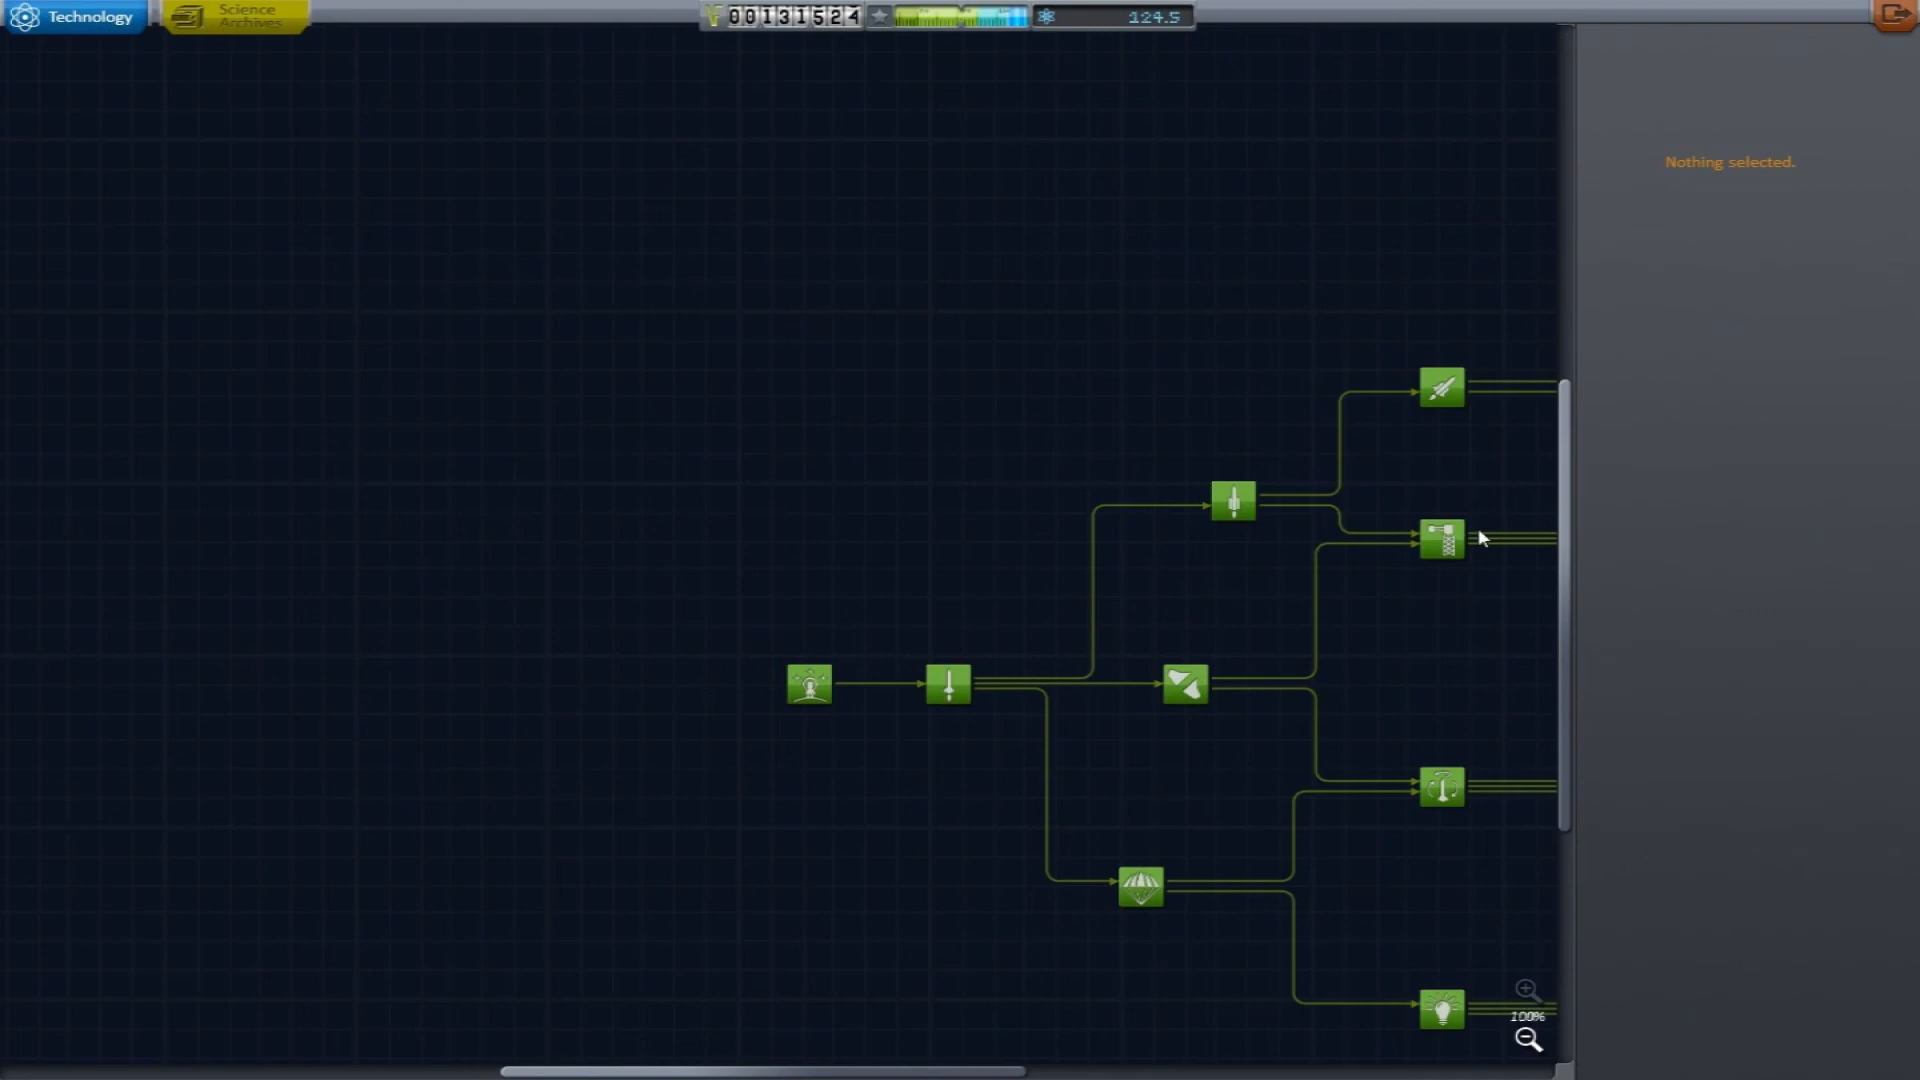 Technology
Science
Archives
00131524
124.5
Nothing selected.
100%